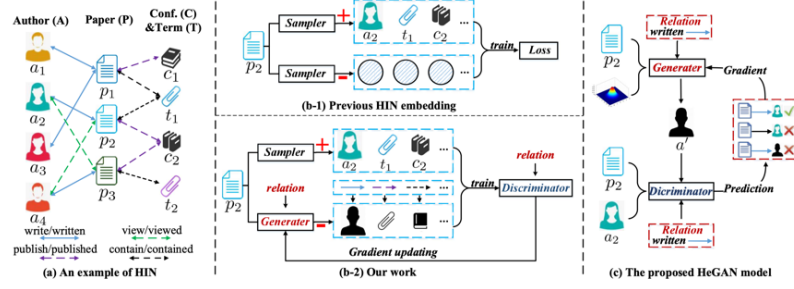 Author (A) Paper (P) Conf. (C)
&Term (T)
a1
a2
a3
a4
p1
p2
p3
c1
t1
c2
t2
write/written
view/viewed
publish/published
contain/contained
(a) An example of HIN
p2
Sampler
+
a2 t1 c2 ...
Sampler
-
...
train
Loss
(b-1) Previous HIN embedding
p2
Sampler
+
a2 t1 c2 ...
relation
Generater
-
...
...
train
relation
Discriminator
Gradient updating
(b-2) Our work
Relation
written
p2
Generater
Gradient
a'
p2
a2
Dicriminator
Prediction
Relation
written
(c) The proposed HeGAN model